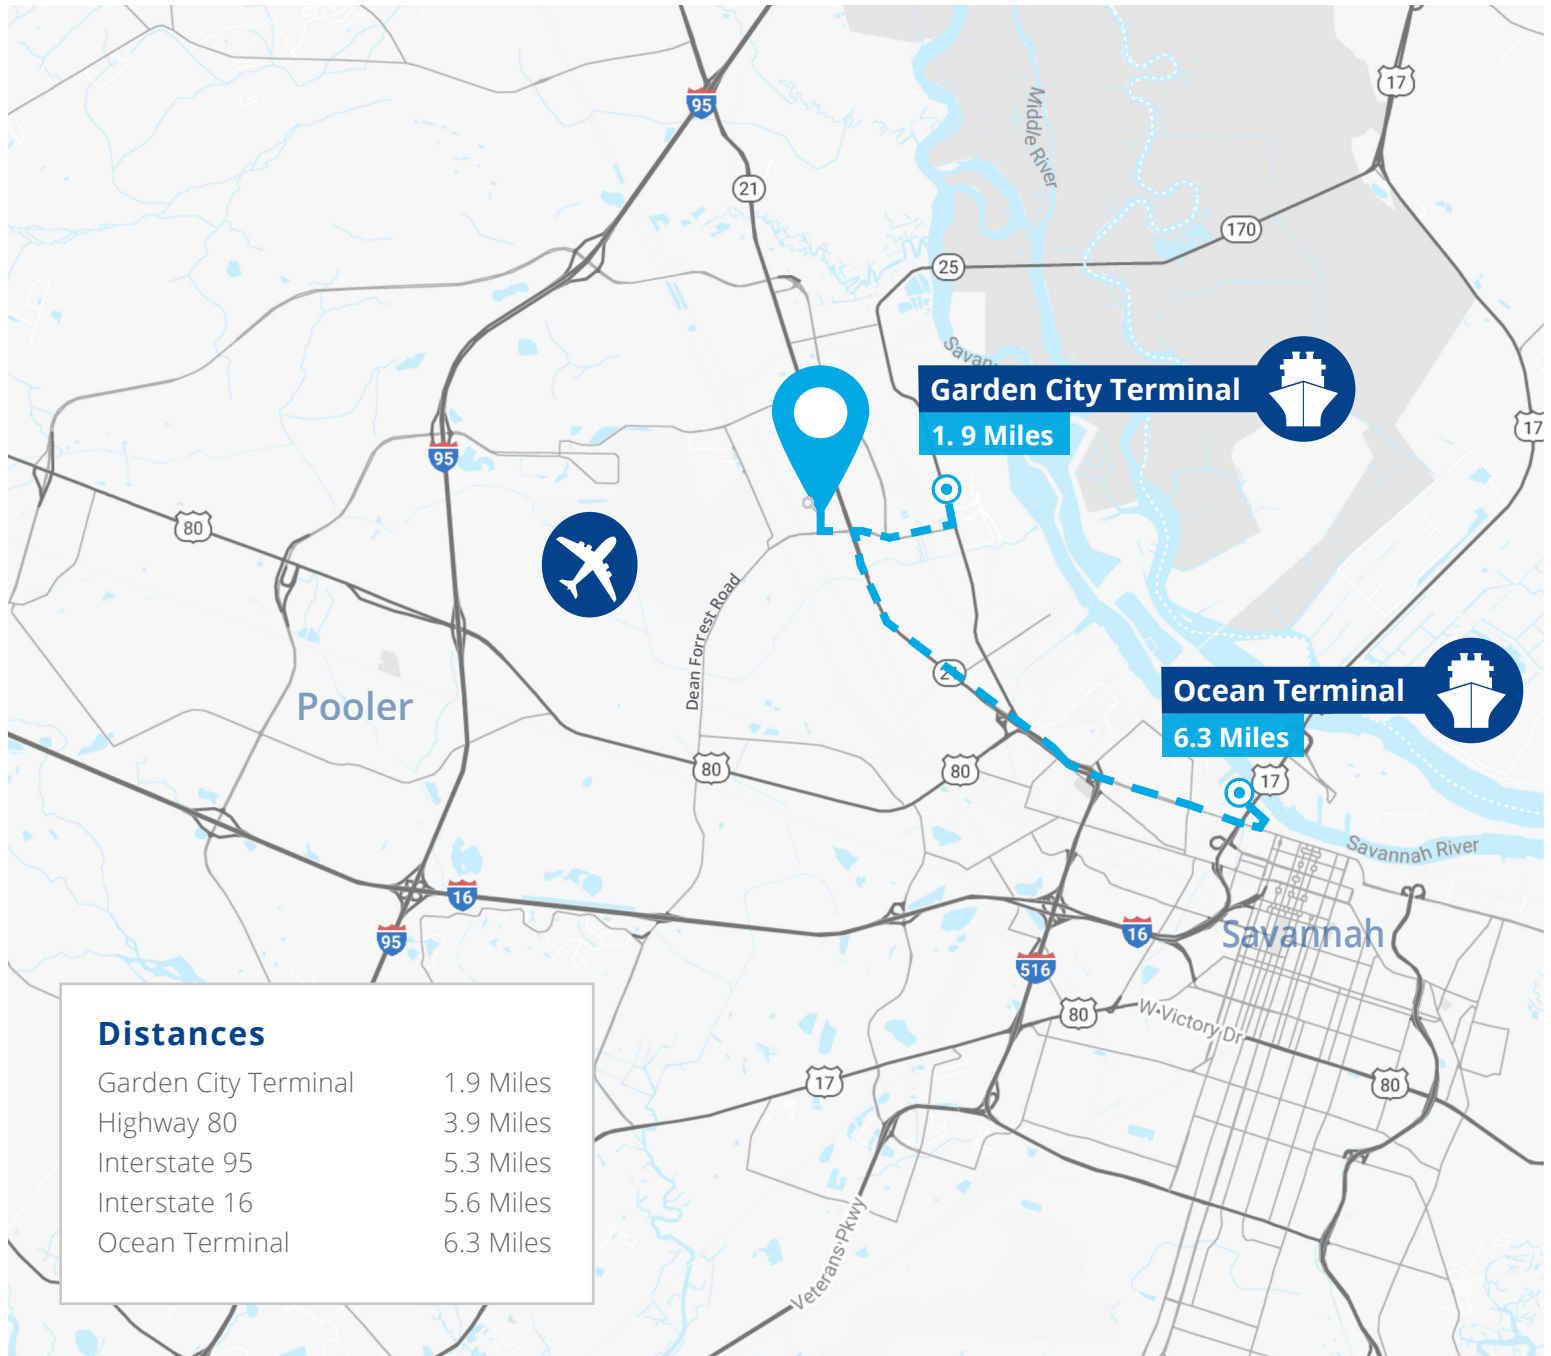 17
95
Middle River
21
170
25
Savan
Garden City Terminal
1. 9 Miles
17
95
80
Dean Forrest Road
21
Ocean Terminal
6.3 Miles
Pooler
80
80
17
Savannah River
16
95
16
Savannah
516
80
W Victory Dr
17
80
Veterans Pkwy
Distances
Garden City Terminal 1.9 Miles
Highway 80 3.9 Miles
Interstate 95 5.3 Miles
Interstate 16 5.6 Miles
Ocean Terminal 6.3 Miles